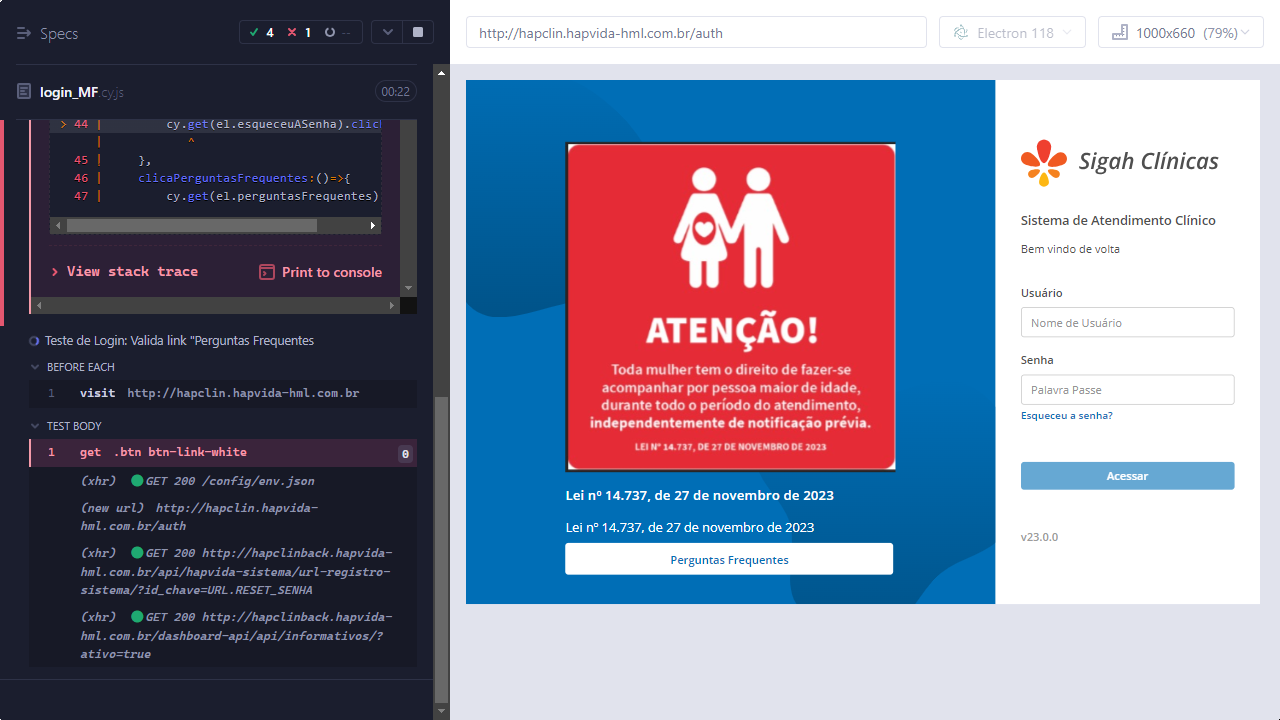 Specs
4 1 --
login_MF.cy.js 00:22
> 44 | cy.get(el.esqueceuASenha).clic
| ^
45 | },
46 | clicaPerguntasFrequentes:()=>{
47 | cy.get(el.perguntasFrequentes)
View stack trace
Print to console
Teste de Login: Valida link "Perguntas Frequentes
BEFORE EACH
1 visit http://hapclin.hapvida-hml.com.br
TEST BODY
1 get .btn btn-link-white 0
(xhr) GET 200 /config/env.json
(new url) http://hapclin.hapvida-
hml.com.br/auth
(xhr) GET 200 http://hapclinback.hapvida-
hml.com.br/api/hapvida-sistema/url-registro-
sistema/?id_chave=URL.RESET_SENHA
(xhr) GET 200 http://hapclinback.hapvida-
hml.com.br/dashboard-api/api/informativos/?
ativo=true
http://hapclin.hapvida-hml.com.br/auth
Electron 118
1000x660 (79%)
ATENÇÃO!
Toda mulher tem o direito de fazer-se
acompanhar por pessoa maior de idade,
durante todo o período do atendimento,
independentemente de notificação prévia.
LEI Nº 14.737, DE 27 DE NOVEMBRO DE 2023
Lei nº 14.737, de 27 de novembro de 2023
Lei nº 14.737, de 27 de novembro de 2023
Perguntas Frequentes
Sigah Clínicas
Sistema de Atendimento Clínico
Bem vindo de volta
Usuário
Nome de Usuário
Senha
Palavra Passe
Esqueceu a senha?
Acessar
v23.0.0